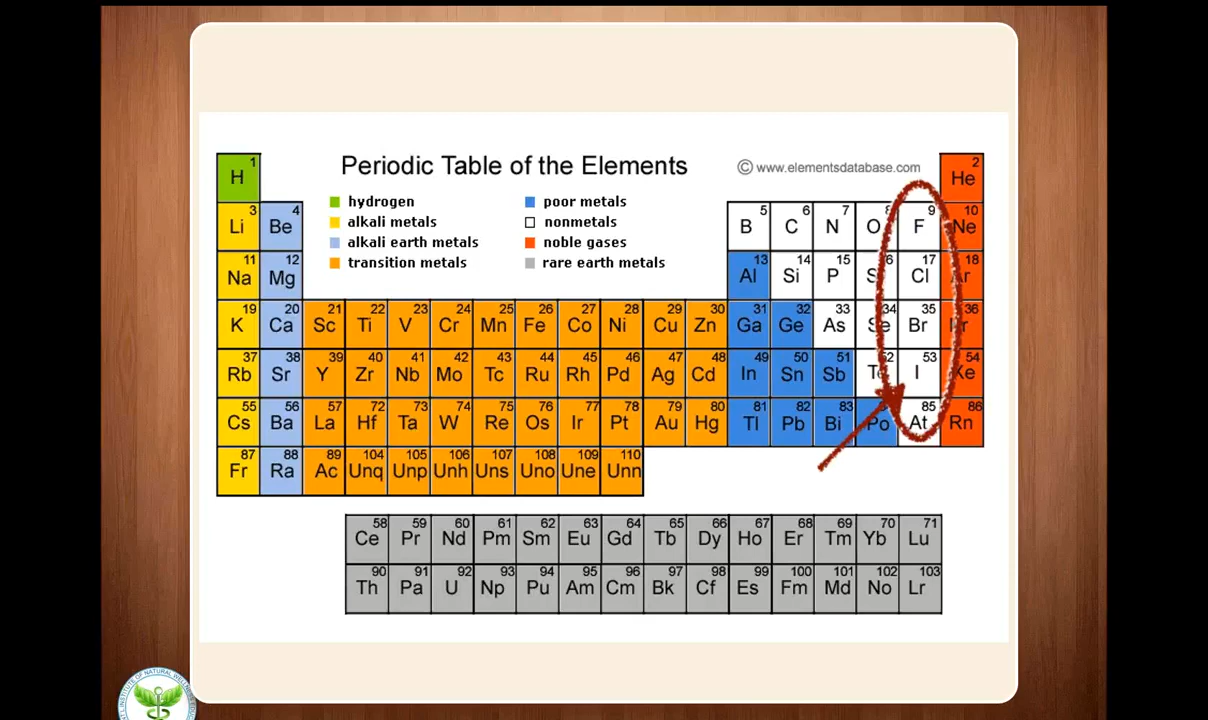 Periodic Table of the Elements
© www.elementsdatabase.com
hydrogen
alkali metals
alkali earth metals
transition metals
poor metals
nonmetals
noble gases
rare earth metals
1 2
H He
3 4 5 6 7 8 9 10
Li Be B C N O F Ne
11 12 13 14 15 16 17 18
Na Mg Al Si P S Cl Ar
19 20 21 22 23 24 25 26 27 28 29 30 31 32 33 34 35 36
K Ca Sc Ti V Cr Mn Fe Co Ni Cu Zn Ga Ge As Se Br Kr
37 38 39 40 41 42 43 44 45 46 47 48 49 50 51 52 53 54
Rb Sr Y Zr Nb Mo Tc Ru Rh Pd Ag Cd In Sn Sb Te I Xe
55 56 57 72 73 74 75 76 77 78 79 80 81 82 83 85 86
Cs Ba La Hf Ta W Re Os Ir Pt Au Hg Tl Pb Bi Po At Rn
87 88 89 104 105 106 107 108 109 110
Fr Ra Ac Unq Unp Unh Uns Uno Une Unn
58 59 60 61 62 63 64 65 66 67 68 69 70 71
Ce Pr Nd Pm Sm Eu Gd Tb Dy Ho Er Tm Yb Lu
90 91 92 93 94 95 96 97 98 99 100 101 102 103
Th Pa U Np Pu Am Cm Bk Cf Es Fm Md No Lr
INSTITUTE OF NATURAL